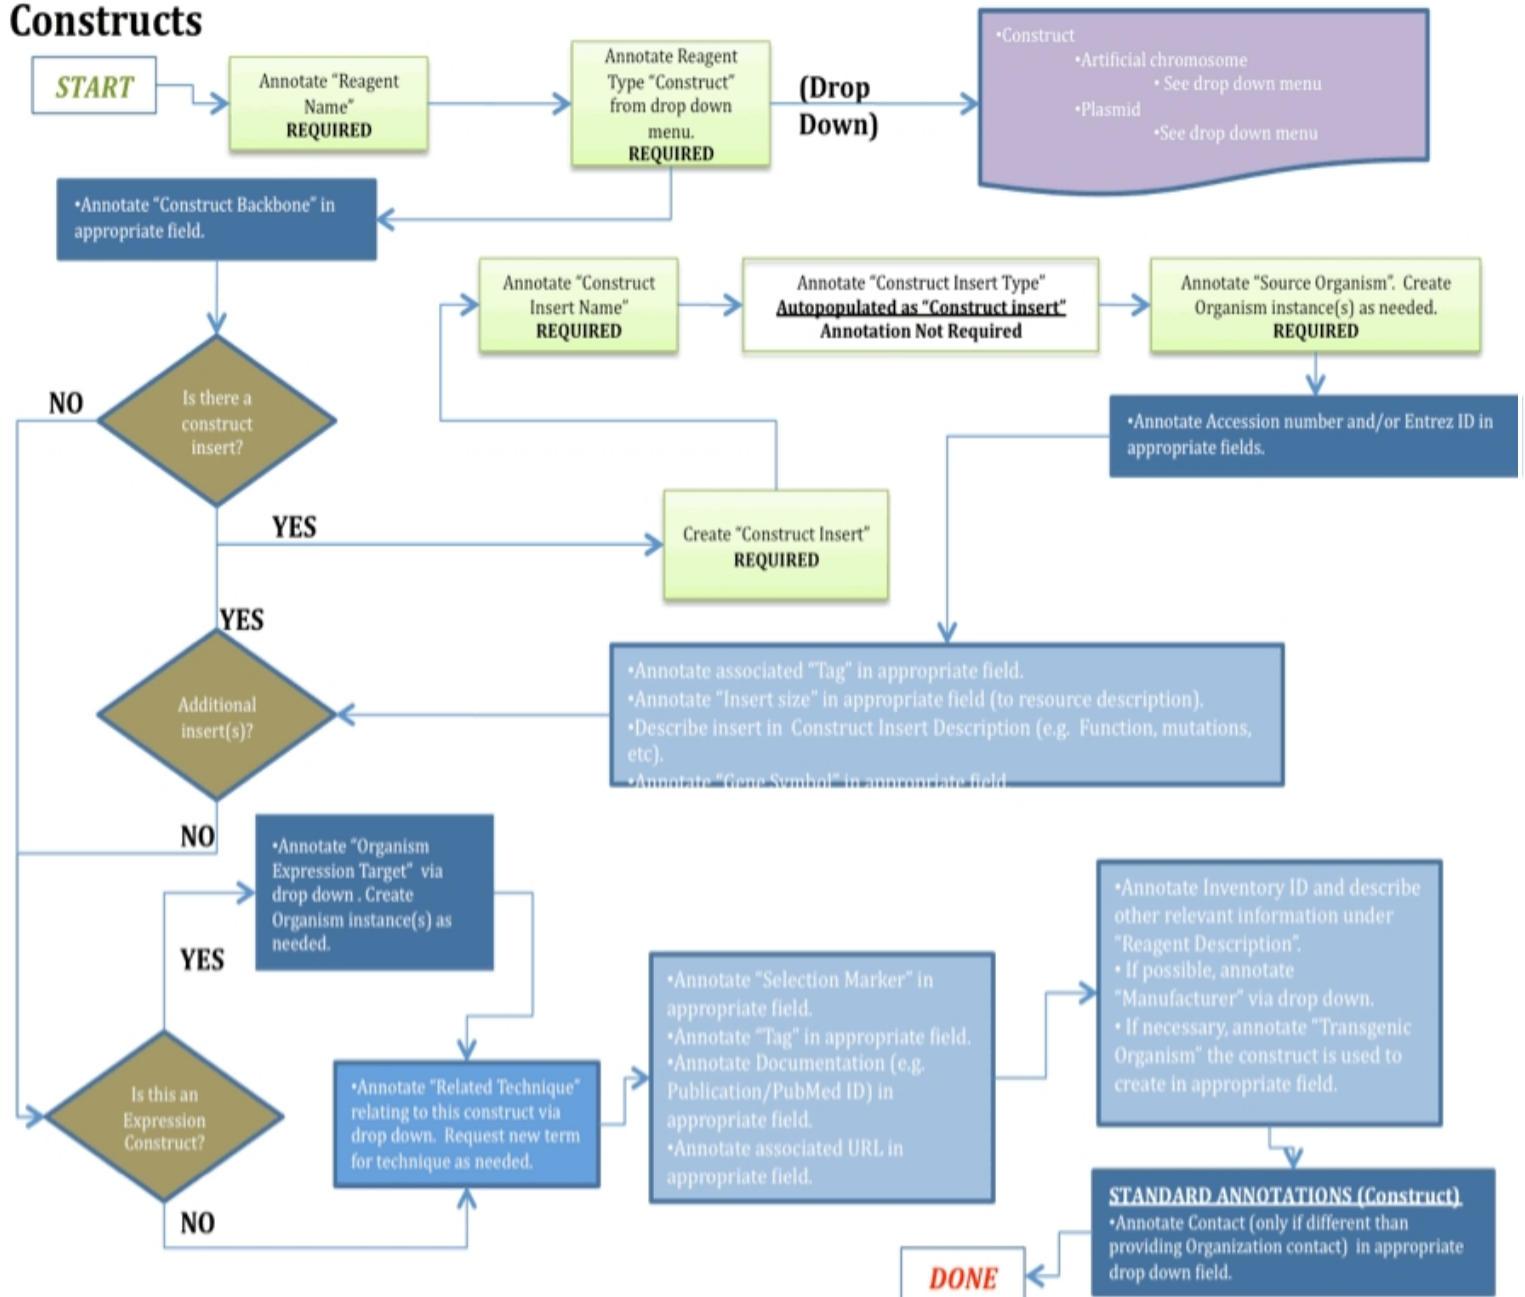 Constructs
START
Annotate “Reagent
Name”
REQUIRED
Annotate Reagent
Type “Construct”
from drop down
menu.
REQUIRED
(Drop
Down)
•Construct
•Artificial chromosome
• See drop down menu
•Plasmid
•See drop down menu
•Annotate “Construct Backbone” in
appropriate field.
Annotate “Construct
Insert Name”
REQUIRED
Annotate “Construct Insert Type”
Autopopulated as “Construct insert”
Annotation Not Required
Annotate “Source Organism”. Create
Organism instance(s) as needed.
REQUIRED
Is there a
construct
insert?
NO
•Annotate Accession number and/or Entrez ID in
appropriate fields.
YES
Create “Construct Insert”
REQUIRED
YES
Additional
insert(s)?
•Annotate associated “Tag” in appropriate field.
•Annotate “Insert size” in appropriate field (to resource description).
•Describe insert in Construct Insert Description (e.g. Function, mutations,
etc).
•Annotate “Gene Symbol” in appropriate field
NO
•Annotate “Organism
Expression Target” via
drop down . Create
Organism instance(s) as
needed.
YES
Is this an
Expression
Construct?
NO
•Annotate “Related Technique”
relating to this construct via
drop down. Request new term
for technique as needed.
•Annotate “Selection Marker” in
appropriate field.
•Annotate “Tag” in appropriate field.
•Annotate Documentation (e.g.
Publication/PubMed ID) in
appropriate field.
•Annotate associated URL in
appropriate field.
•Annotate Inventory ID and describe
other relevant information under
“Reagent Description”.
• If possible, annotate
“Manufacturer” via drop down.
• If necessary, annotate “Transgenic
Organism” the construct is used to
create in appropriate field.
STANDARD ANNOTATIONS (Construct)
•Annotate Contact (only if different than
providing Organization contact) in appropriate
drop down field.
DONE